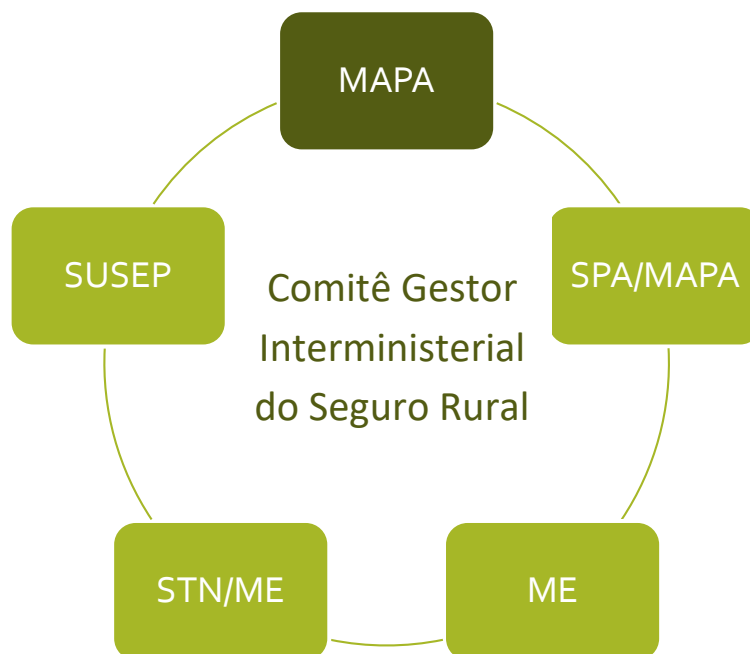 MAPA
SUSEP
SPA/MAPA
Comitê Gestor
Interministerial
do Seguro Rural
STN/ME
ME